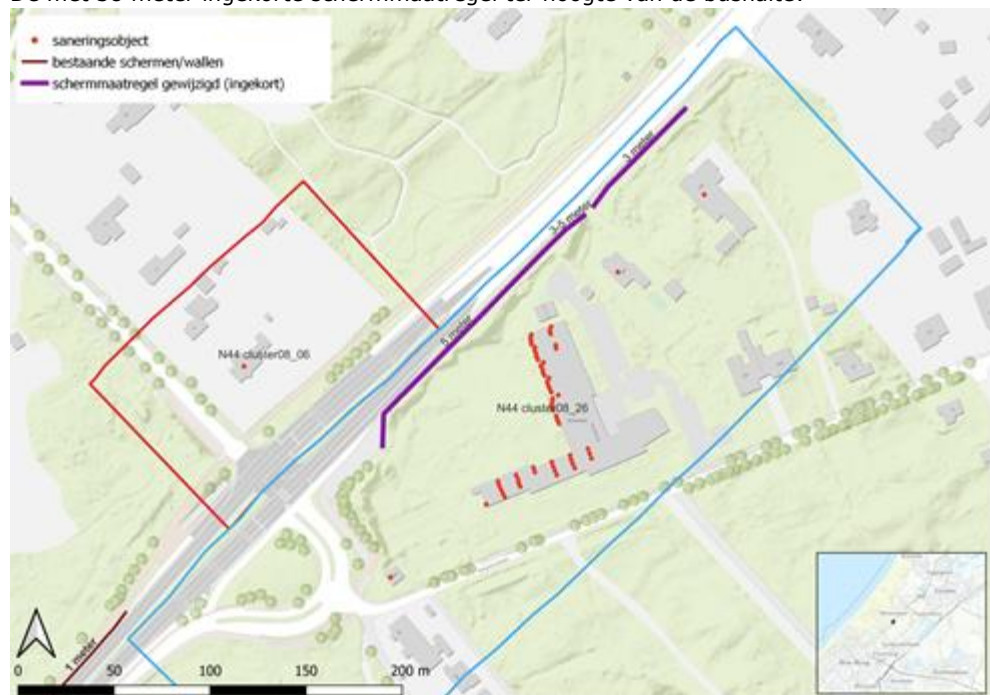 De met 30 meter ingekorte schermmaatregel ter hoogte van de bushalte.
saneringsobject
bestaande schermen/wallen
schermmaatregel gewijzigd (ingekort)
3 meter
3-5 meter
5 meter
N44 cluster08_06
N44 cluster08_26
1 meter
0 50 100 150 200 m